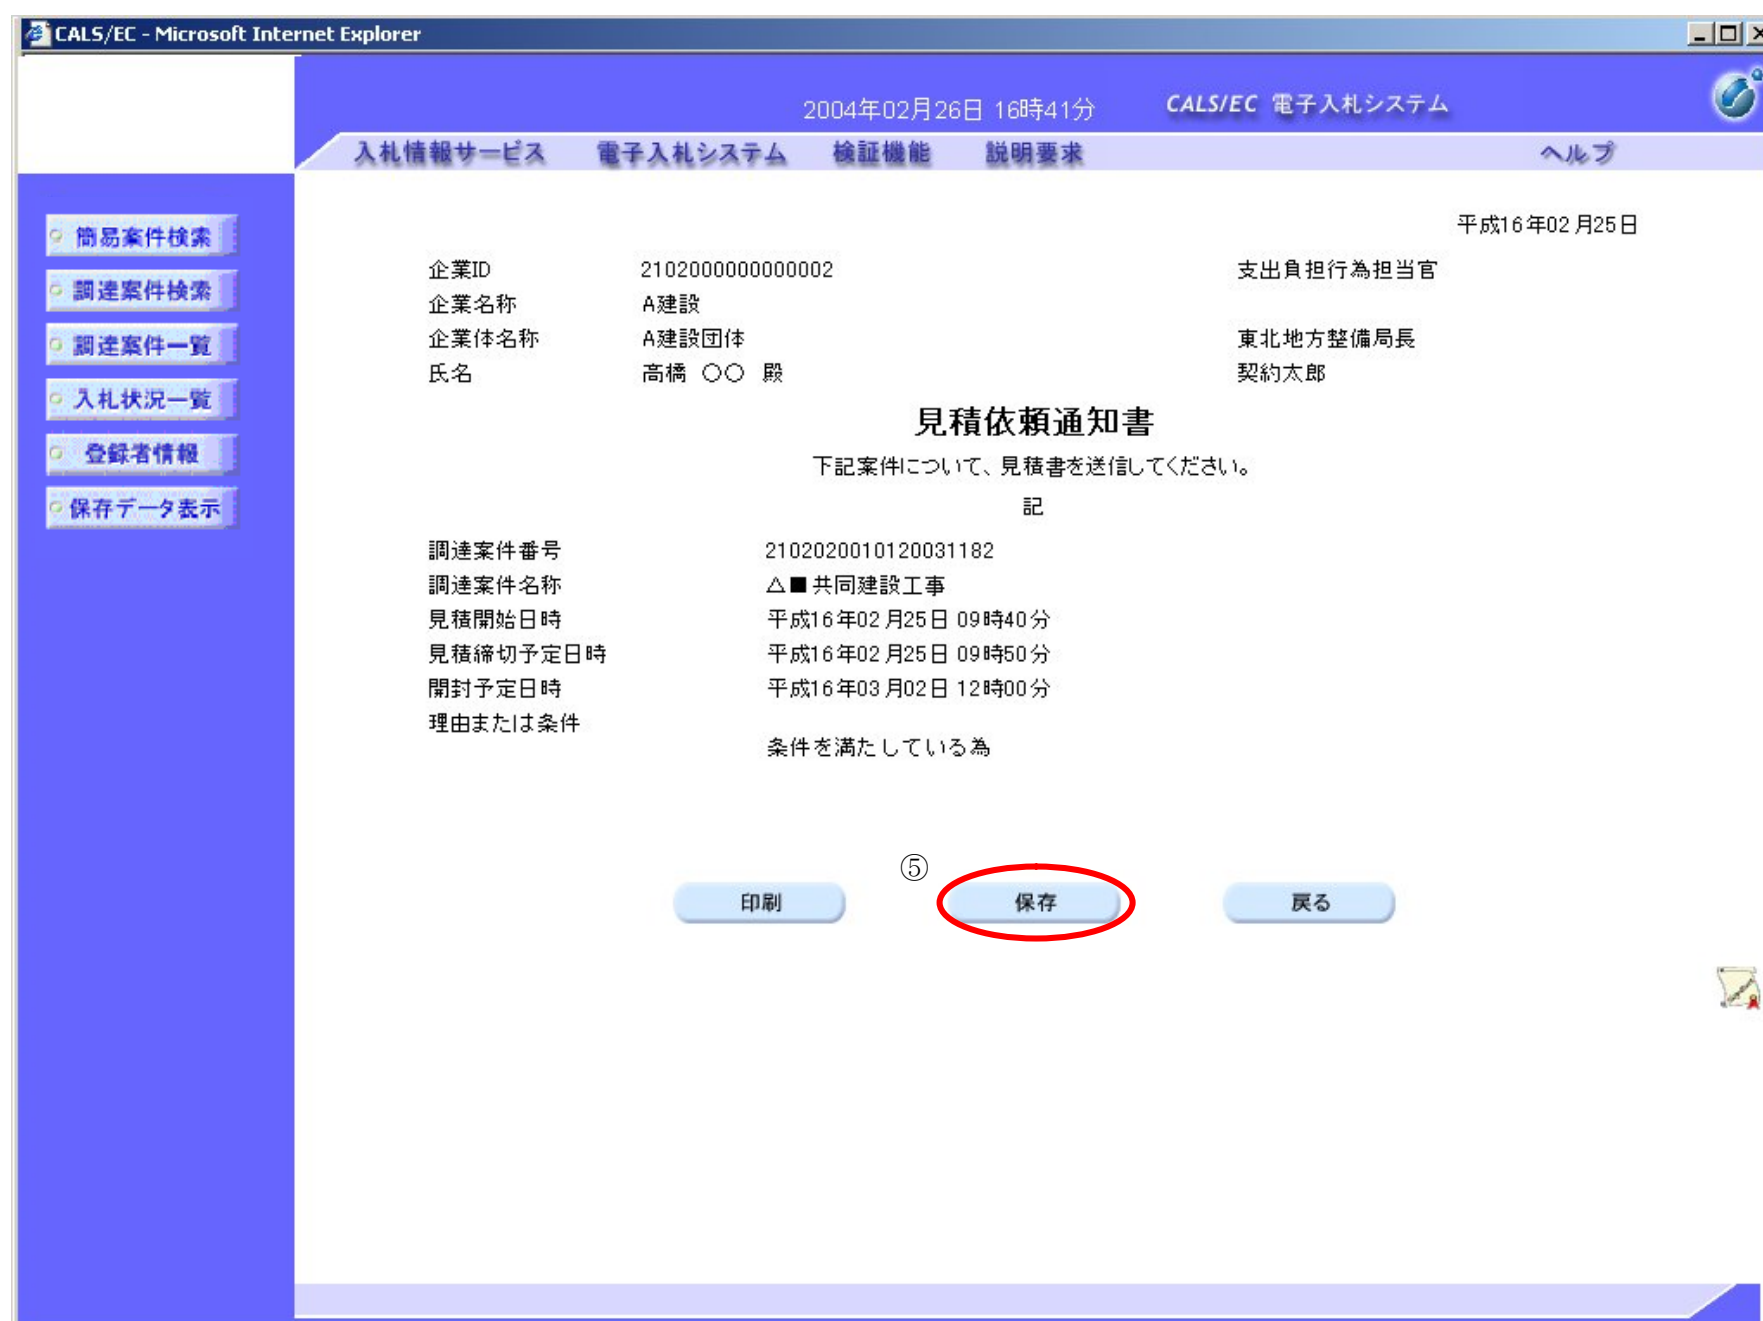 CALS/EC - Microsoft Internet Explorer
2004年02月26日 16時41分 CALS/EC 電子入札システム
入札情報サービス 電子入札システム 検証機能 説明要求 ヘルプ
簡易案件検索
調達案件検索
調達案件一覧
入札状況一覧
登録者情報
保存データ表示
平成16年02月25日
企業ID 2102000000000002 支出負担行為担当官
企業名称 A建設
企業体名称 A建設団体 東北地方整備局長
氏名 高橋 〇〇 殿 契約太郎
見積依頼通知書
下記案件について、見積書を送信してください。
記
調達案件番号 2102020010120031182
調達案件名称 △■共同建設工事
見積開始日時 平成16年02月25日 09時40分
見積締切予定日時 平成16年02月25日 09時50分
開封予定日時 平成16年03月02日 12時00分
理由または条件
条件を満たしている為
⑤
印刷 保存 戻る